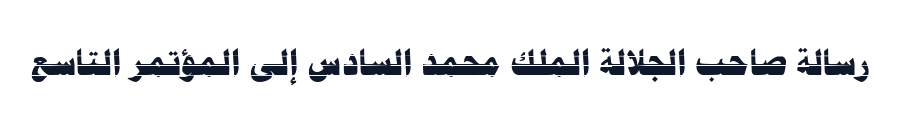 رسالة صاحب الجلالة الملك محمد السادس إلى المؤتمر التاسع